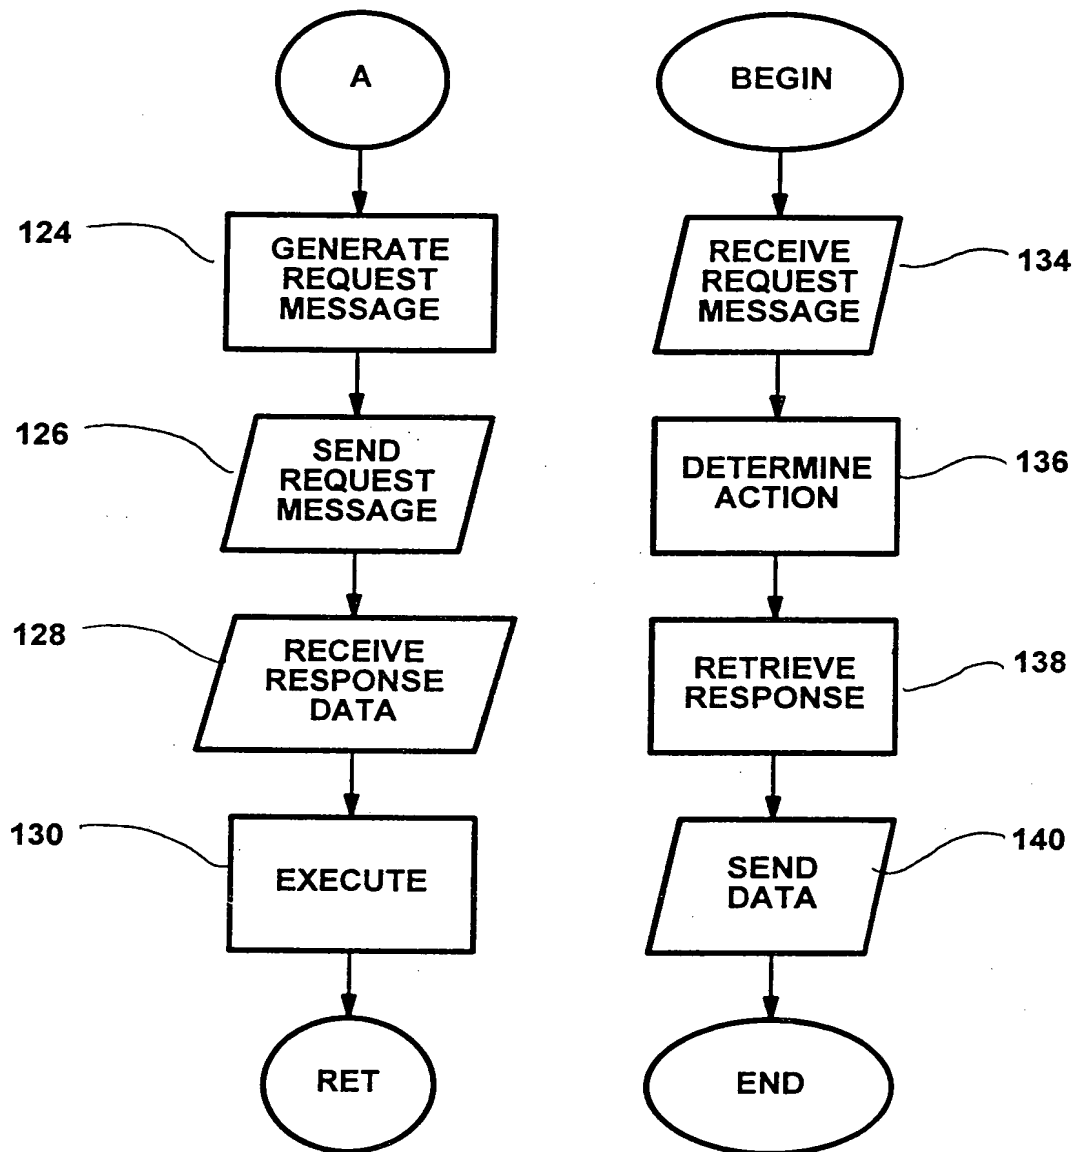 A
124
GENERATE
REQUEST
MESSAGE
126
SEND
REQUEST
MESSAGE
128
RECEIVE
RESPONSE
DATA
130
EXECUTE
RET
BEGIN
RECEIVE
REQUEST
MESSAGE
134
DETERMINE
ACTION
136
RETRIEVE
RESPONSE
138
SEND
DATA
140
END